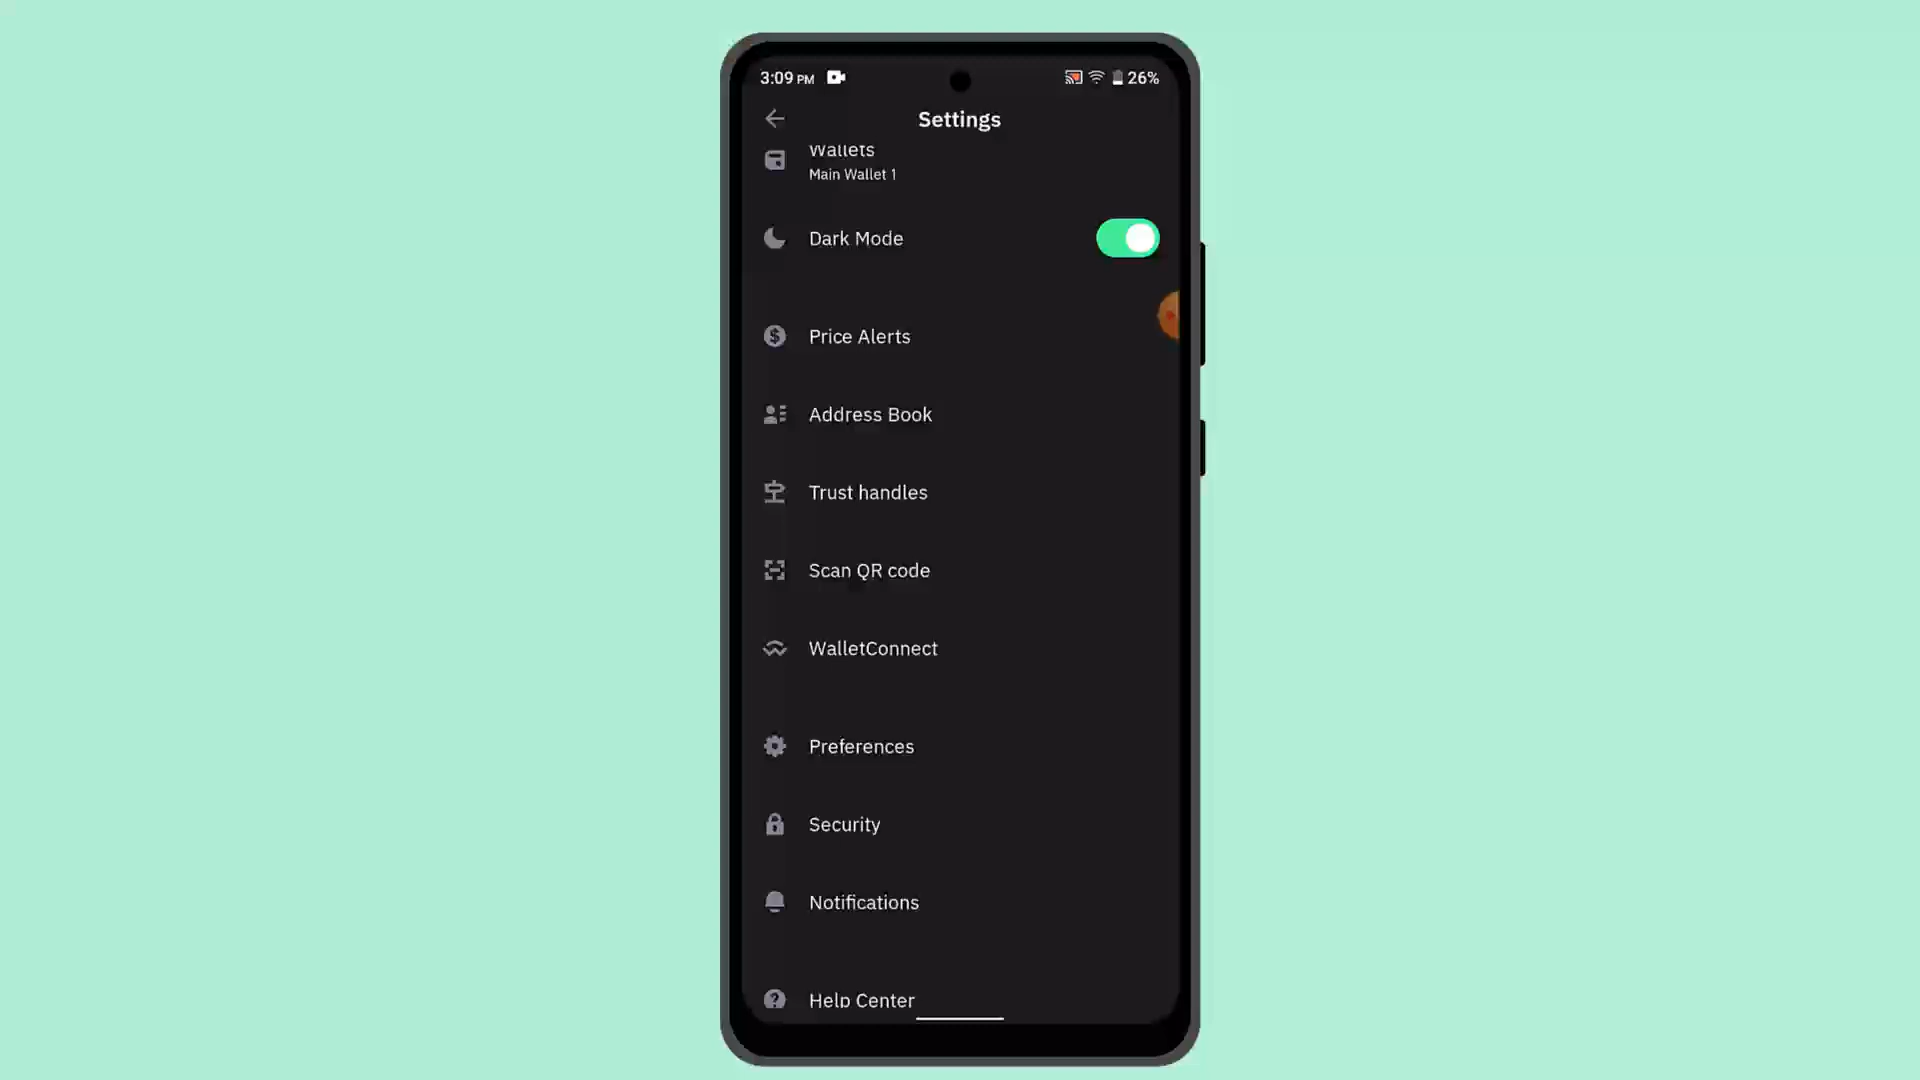 3:09 PM
26%
Settings
Wallets
Main Wallet 1
Dark Mode
Price Alerts
Address Book
Trust handles
Scan QR code
WalletConnect
Preferences
Security
Notifications
Help Center